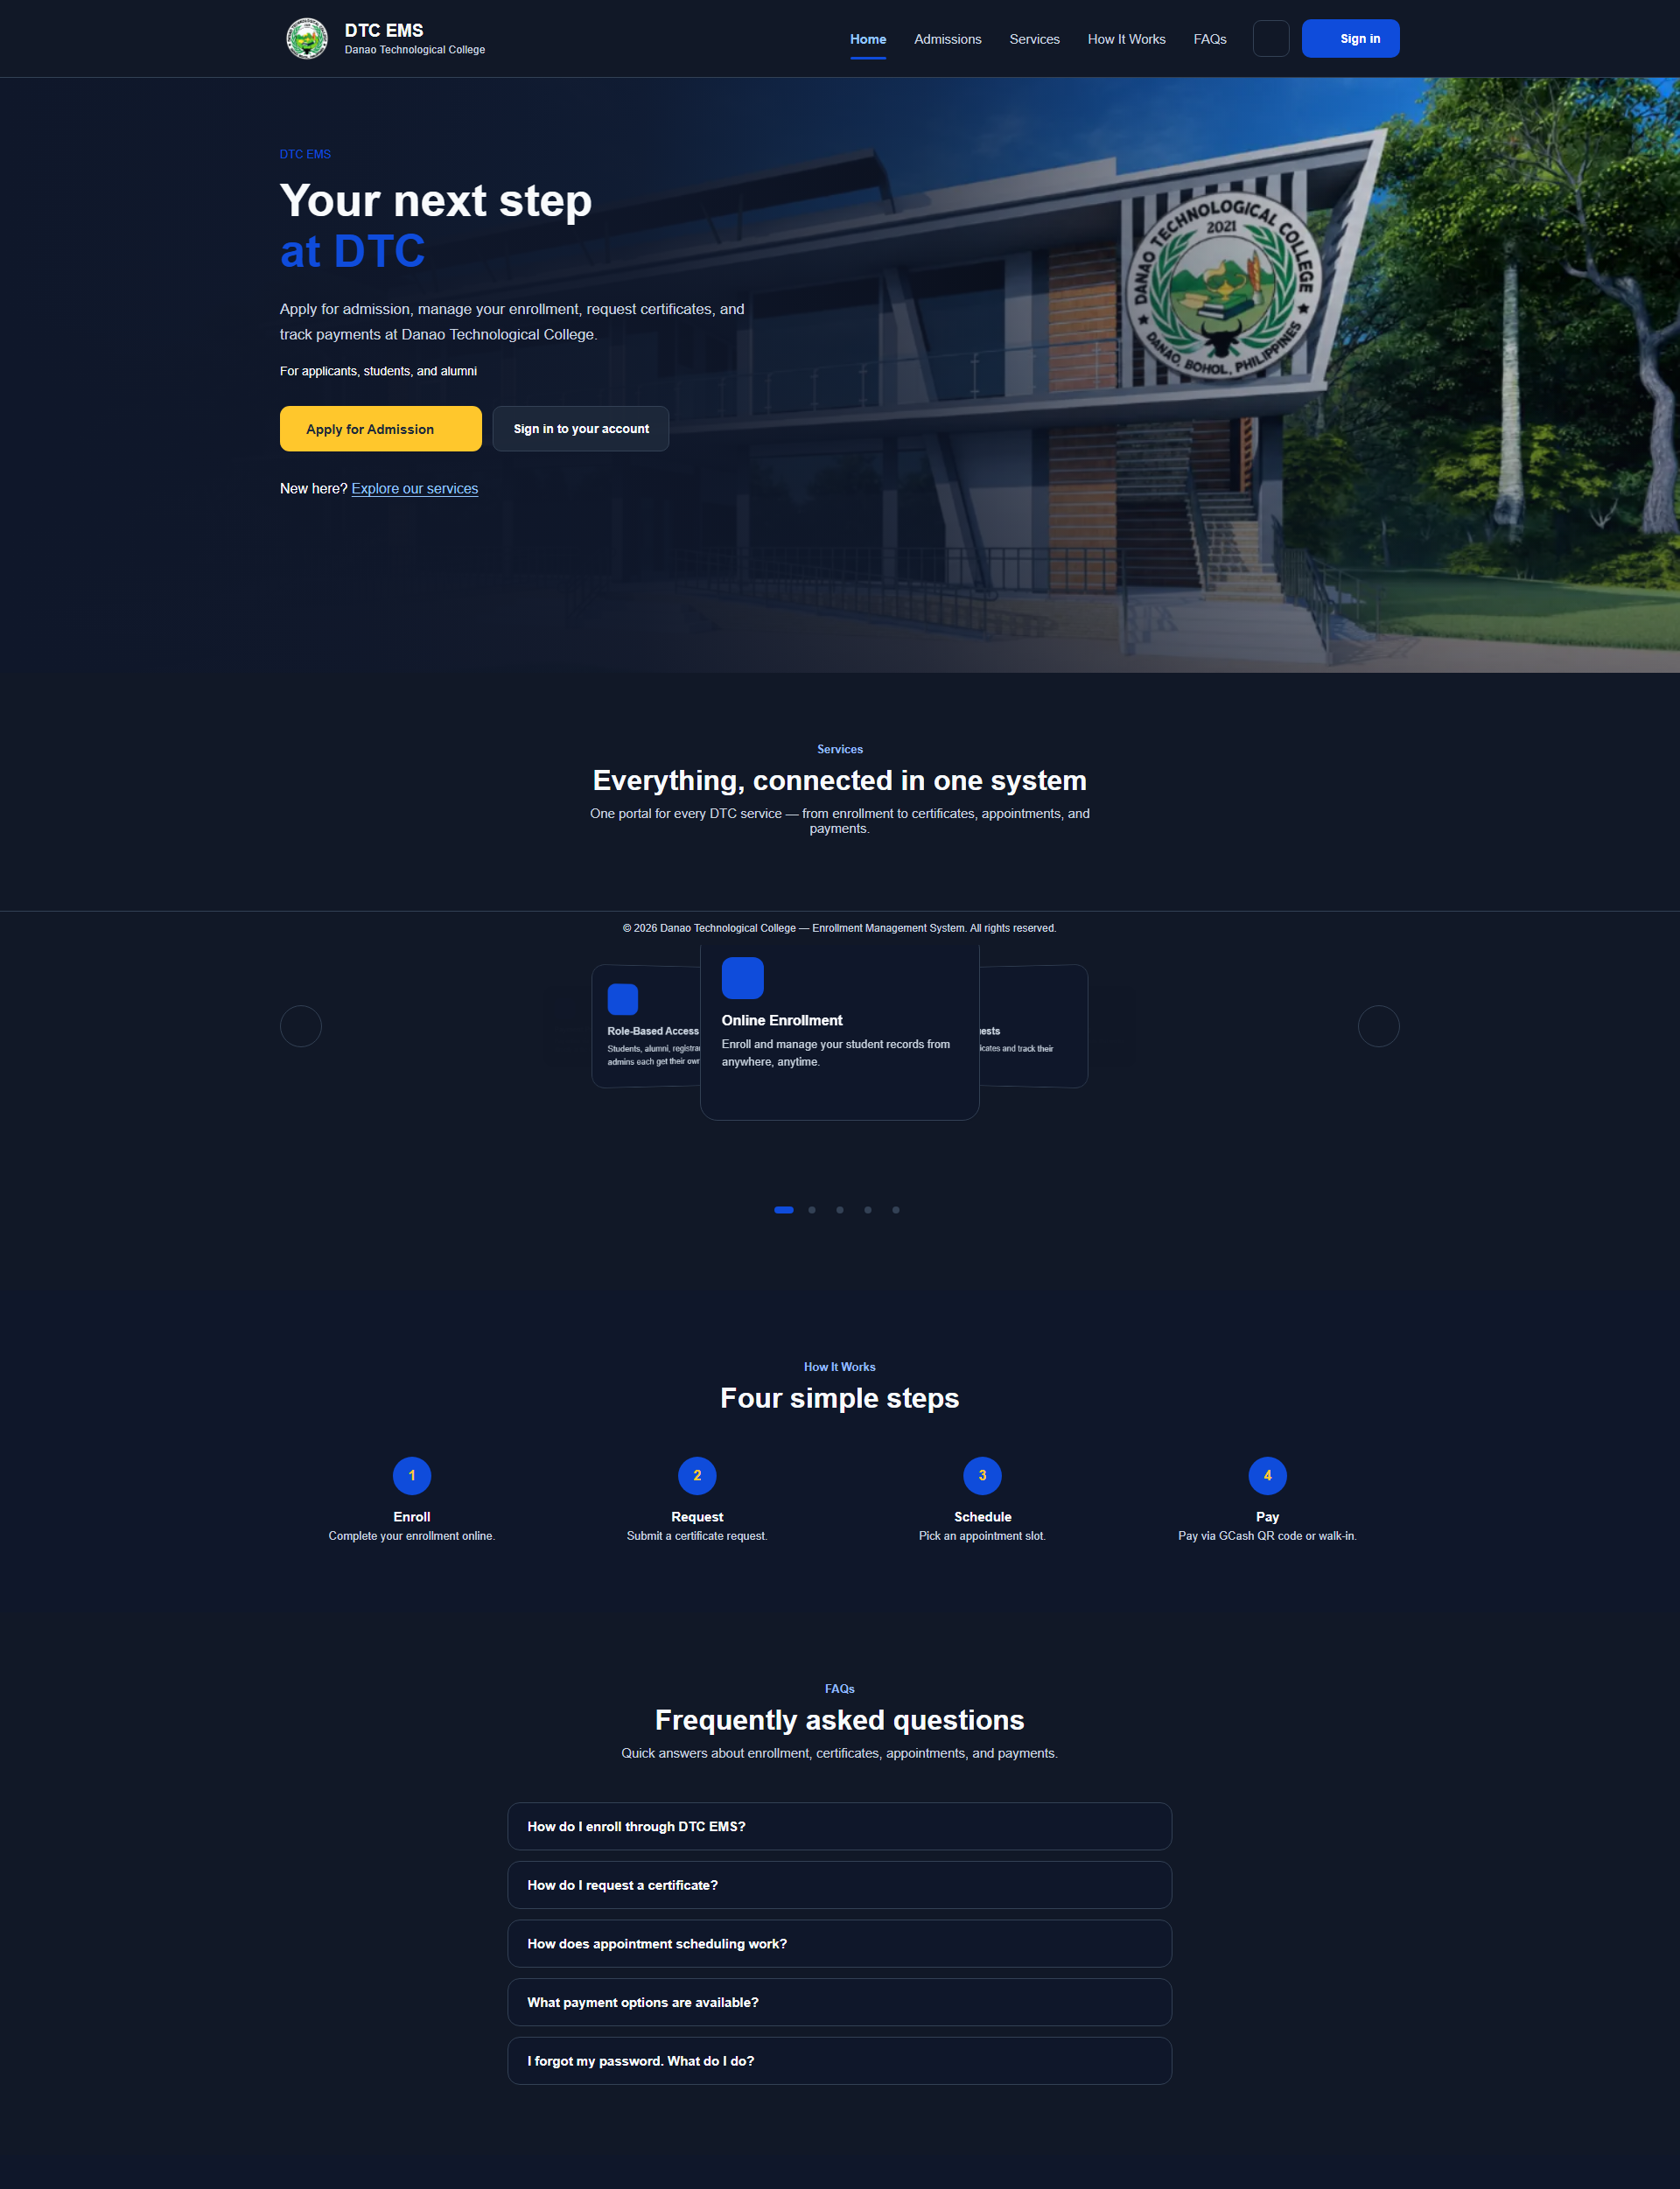 DTC EMS
Danao Technological College
Home
Admissions
Services
How It Works
FAQs
Sign in
DTC EMS
Your next step
at DTC
Apply for admission, manage your enrollment, request certificates, and
track payments at Danao Technological College.
For applicants, students, and alumni
Apply for Admission
Sign in to your account
New here? Explore our services
DANAO TECHNOLOGICAL COLLEGE
2021
DANAO, BOHOL, PHILIPPINES
Services
Everything, connected in one system
One portal for every DTC service — from enrollment to certificates, appointments, and
payments.
© 2026 Danao Technological College — Enrollment Management System. All rights reserved.
Role-Based Access
Students, alumni,
admins each get their
Online Enrollment
Enroll and manage your student records from
anywhere, anytime.
and track their
How It Works
Four simple steps
1
Enroll
Complete your enrollment online.
2
Request
Submit a certificate request.
3
Schedule
Pick an appointment slot.
4
Pay
Pay via GCash QR code or walk-in.
FAQs
Frequently asked questions
Quick answers about enrollment, certificates, appointments, and payments.
How do I enroll through DTC EMS?
How do I request a certificate?
How does appointment scheduling work?
What payment options are available?
I forgot my password. What do I do?